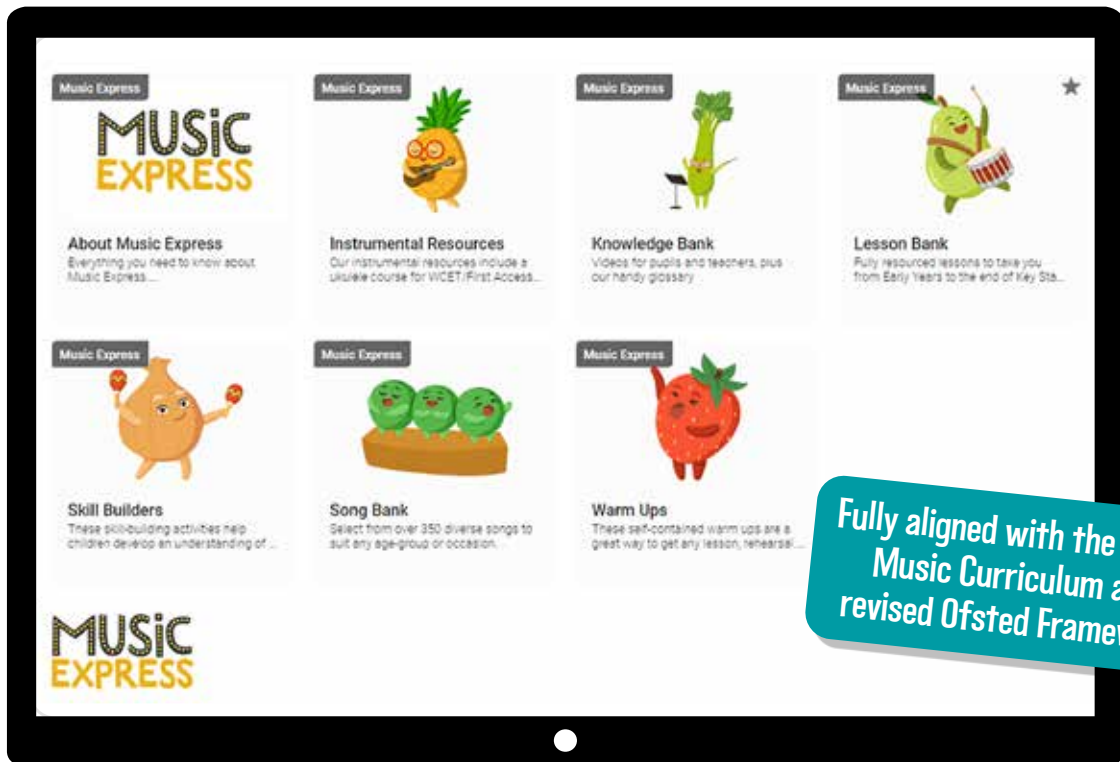 Music Express
MUSiC
EXPRESS
About Music Express
Everything you need to know about
Music Express ...
Music Express
Instrumental Resources
Our instrumental resources include a
ukulele course for WCET/First Access...
Music Express
Knowledge Bank
Videos for pupils and teachers, plus
our handy glossary
Music Express
Lesson Bank
Fully resourced lessons to take you
from Early Years to the end of Key Sta...
Music Express
Skill Builders
These skill-building activities help
children develop an understanding of ...
Music Express
Song Bank
Select from over 350 diverse songs to
suit any age-group or occasion.
Music Express
Warm Ups
These self-contained warm ups are a
great way to get any lesson, rehearsal ...
Fully aligned with the
Music Curriculum
revised Ofsted
MUSiC
EXPRESS